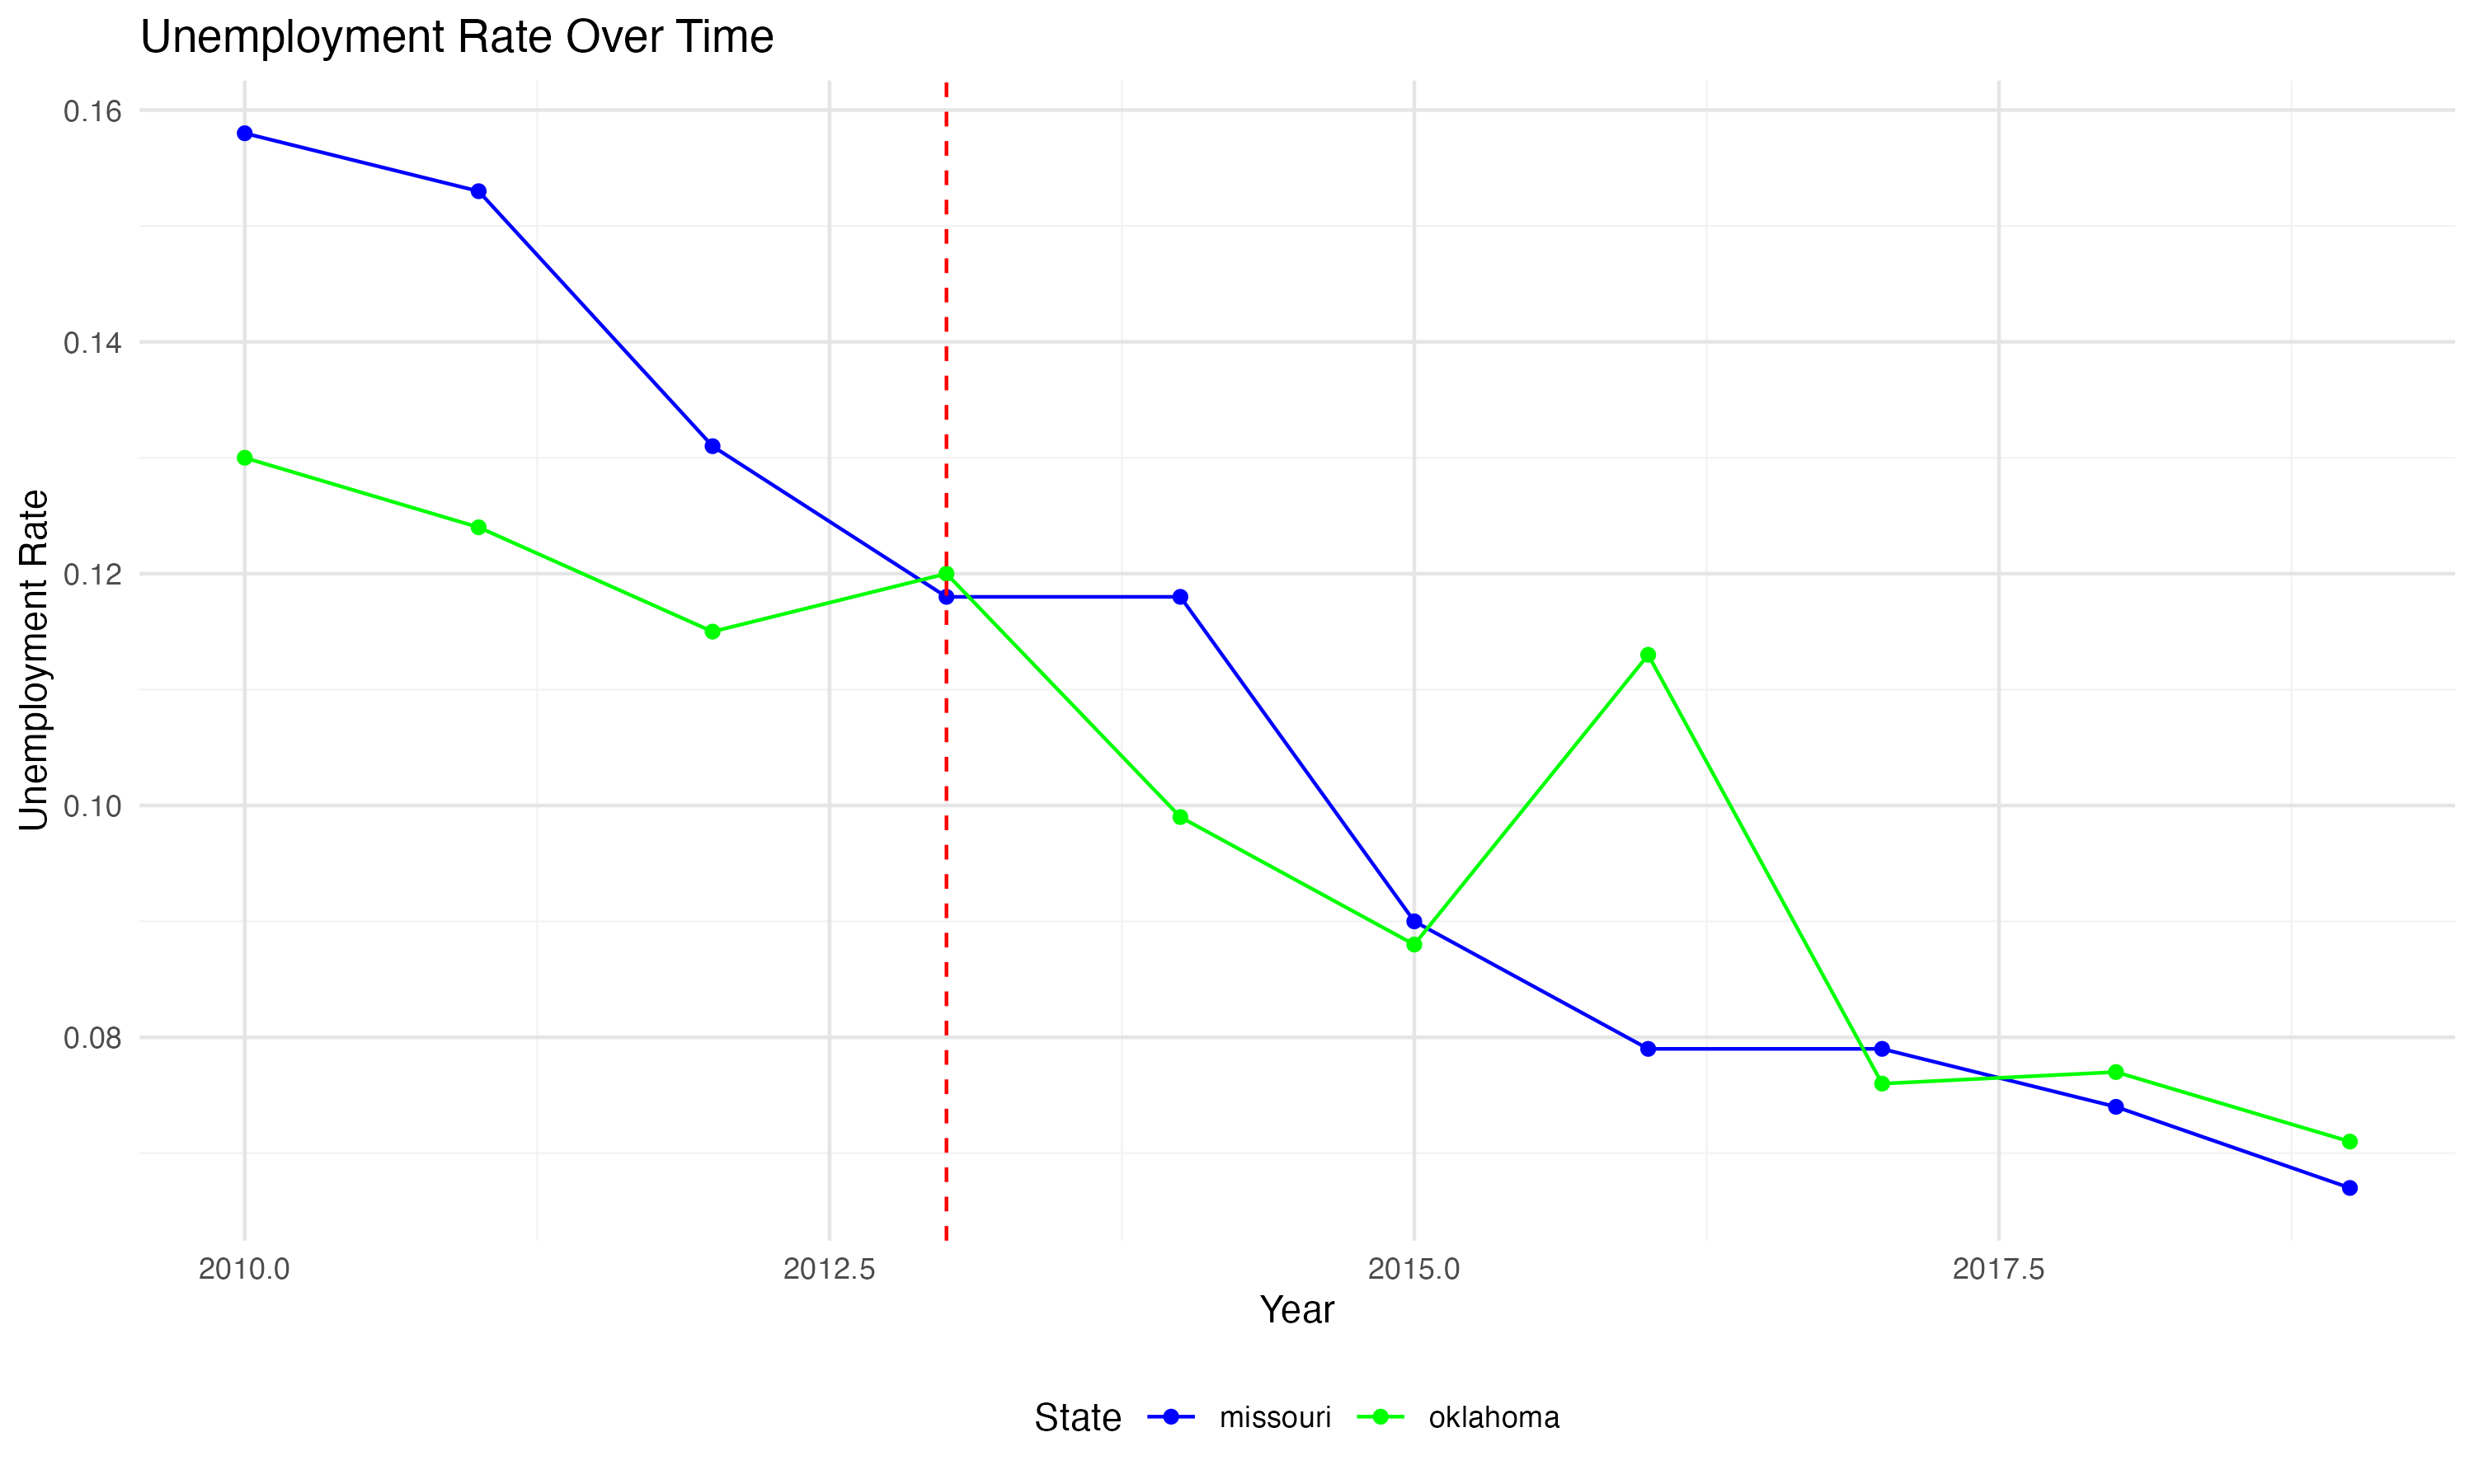 Unemployment Rate Over Time
Unemployment Rate
0.16
0.14
0.12
0.10
0.08
2010.0 2012.5 2015.0 2017.5
Year
State missouri oklahoma